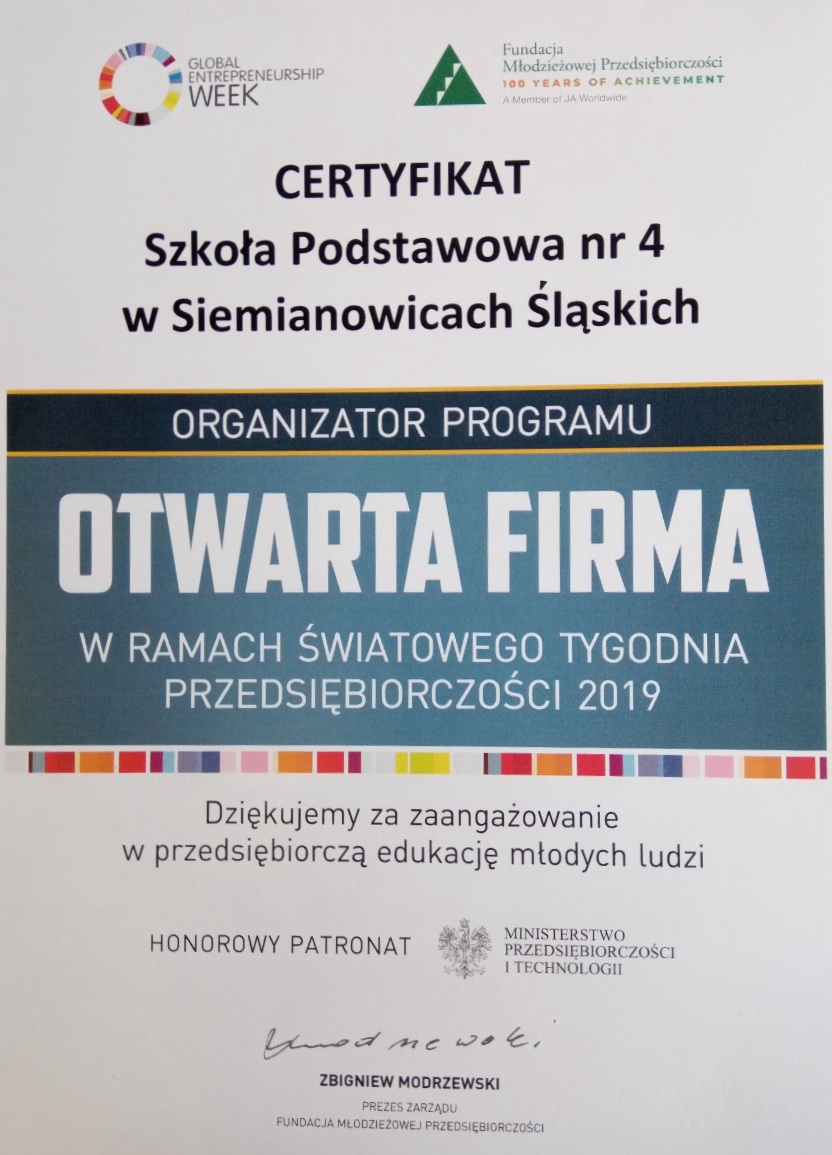 GLOBAL
ENTREPRENEURSHIP
WEEK
Fundacja
Młodzieżowej Przedsiębiorczości
100 YEARS OF ACHIEVEMENT
A Member of JA Worldwide
CERTYFIKAT
Szkoła Podstawowa nr 4
w Siemianowicach Śląskich
ORGANIZATOR PROGRAMU
OTWARTA FIRMA
W RAMACH ŚWIATOWEGO TYGODNIA
PRZEDSIĘBIORCZOŚCI 2019
Dziękujemy za zaangażowanie
w przedsiębiorczą edukację młodych ludzi
HONOROWY PATRONAT
MINISTERSTWO
PRZEDSIĘBIORCZOŚCI
I TECHNOLOGII
ZBIGNIEW MODRZEWSKI
PREZES ZARZĄDU
FUNDACJA MŁODZIEŻOWEJ PRZEDSIĘBIORCZOŚCI